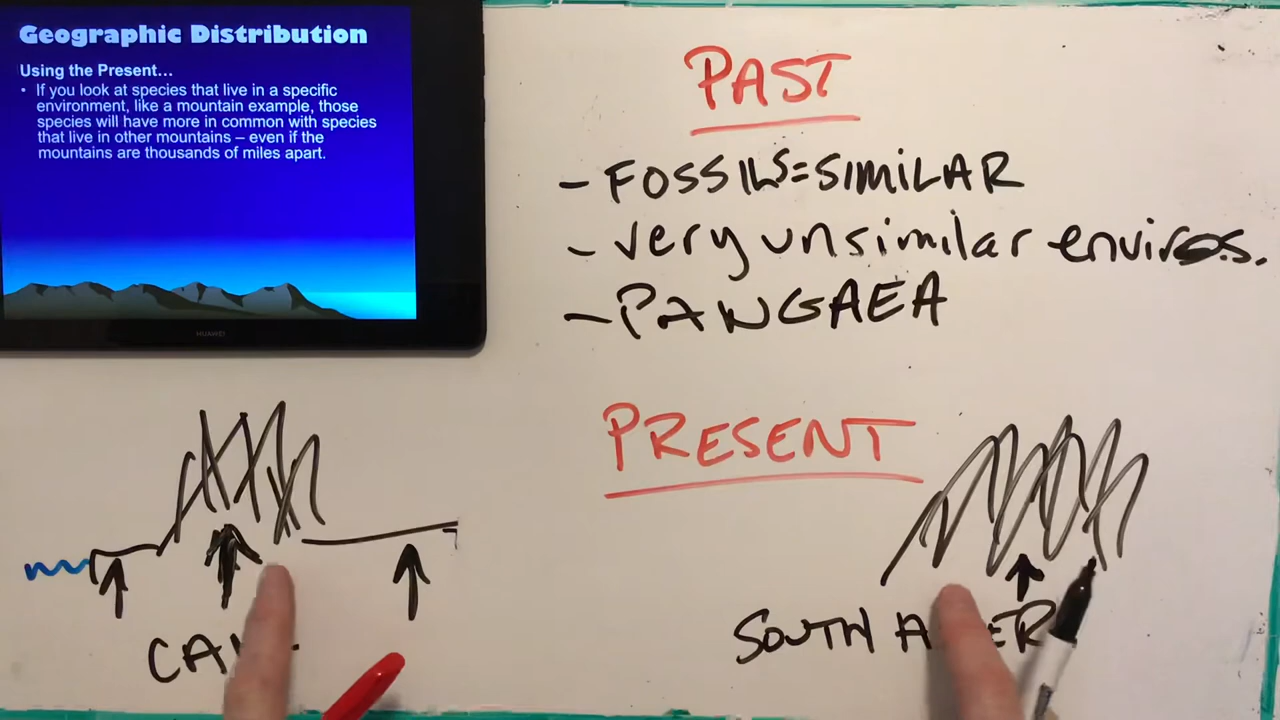 Geographic Distribution
Using the Present...
• If you look at species that live in a specific
environment, like a mountain example, those
species will have more in common with species
that live in other mountains – even if the
mountains are thousands of miles apart.
HUAWEI
PAST
- FOSSILS=SIMILAR
- very unsimilar enviros.
- PANGAEA
PRESENT
SOUTH